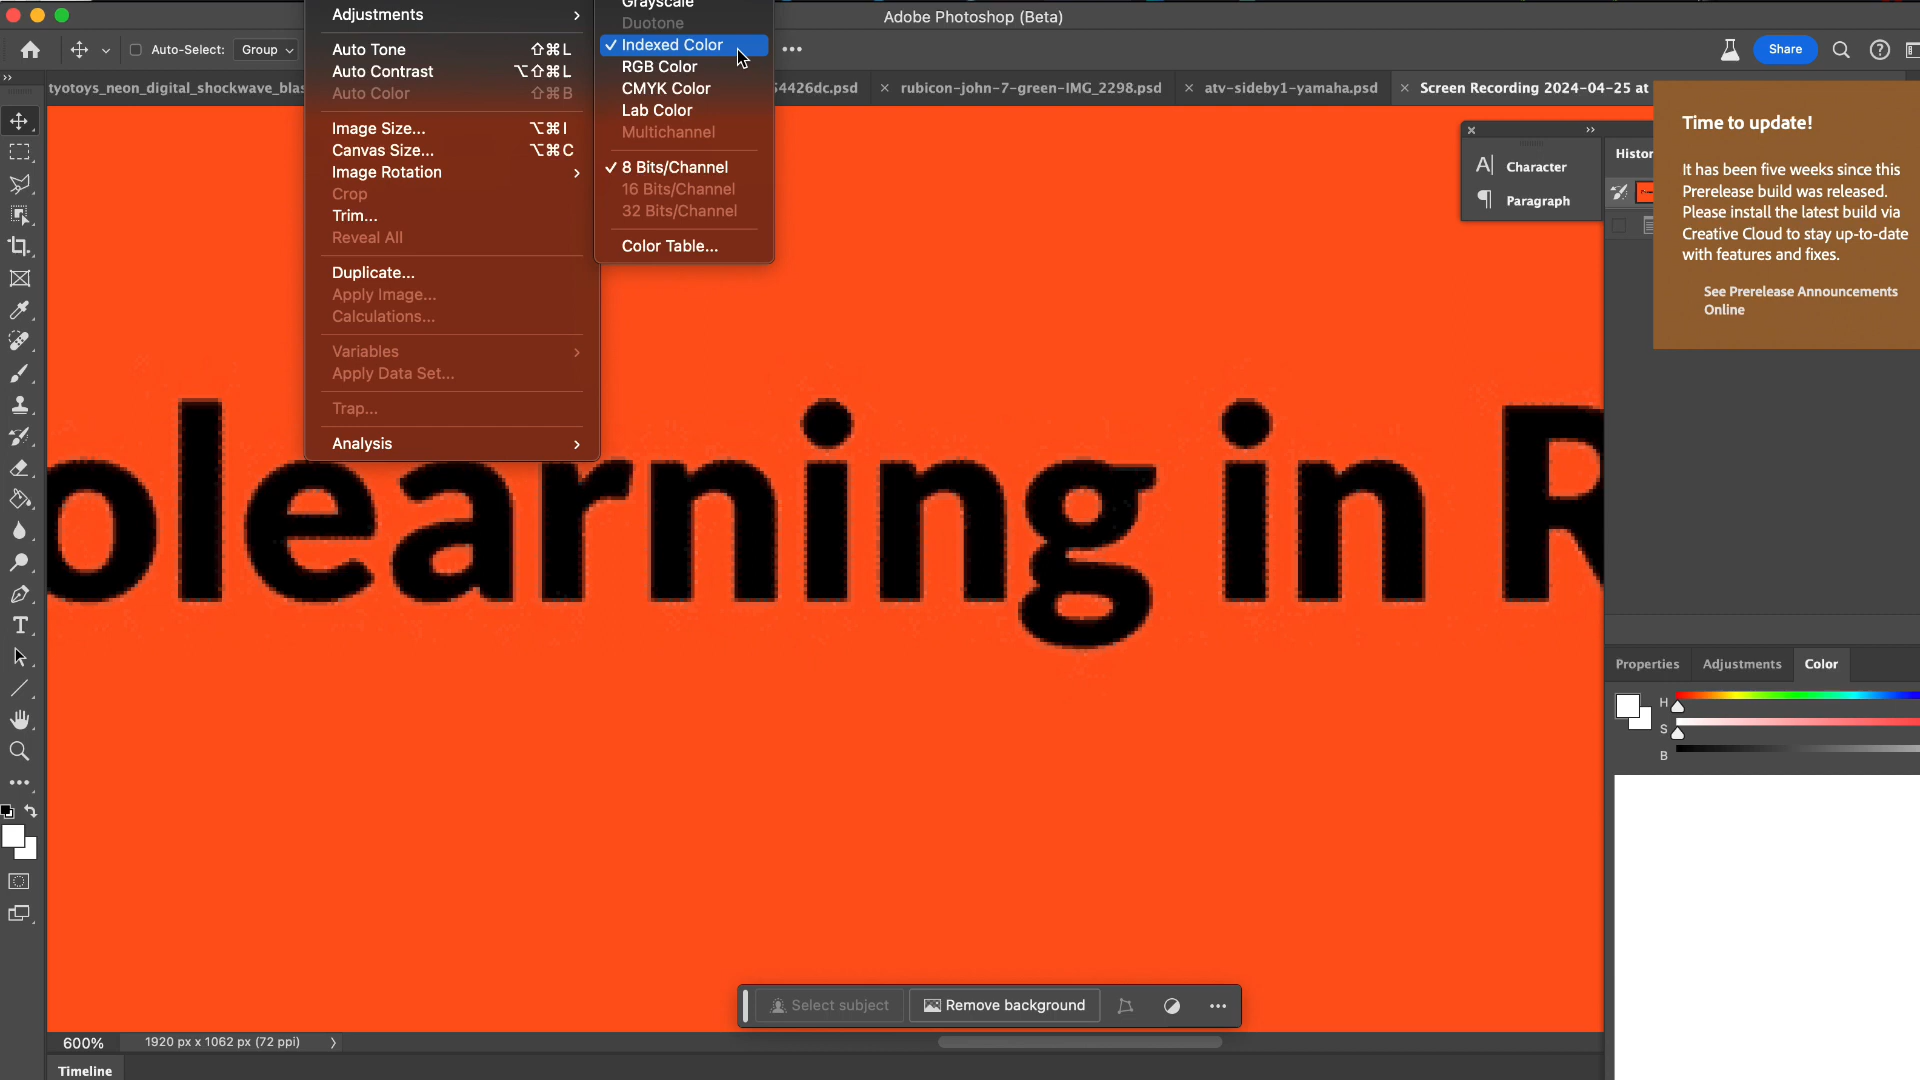 Adobe Photoshop (Beta)
Auto-Select:
Group
Share
tyotoys_neon_digital_shockwave_blas
54426dc.psd
× rubicon-john-7-green-IMG_2298.psd
× atv-sideby1-yamaha.psd
× Screen Recording 2024-04-25 at
Adjustments
Auto Tone ⇧⌘L
Auto Contrast ⌥⇧⌘L
Auto Color ⇧⌘B
Image Size... ⌥⌘I
Canvas Size... ⌥⌘C
Image Rotation
Crop
Trim...
Reveal All
Duplicate...
Apply Image...
Calculations...
Variables
Apply Data Set...
Trap...
Analysis
Grayscale
Duotone
✓ Indexed Color
RGB Color
CMYK Color
Lab Color
Multichannel
✓ 8 Bits/Channel
16 Bits/Channel
32 Bits/Channel
Color Table...
Character
Paragraph
Histor
Time to update!
It has been five weeks since this
Prerelease build was released.
Please install the latest build via
Creative Cloud to stay up-to-date
with features and fixes.
See Prerelease Announcements
Online
olearning in R
Properties
Adjustments
Color
H
S
B
Select subject
Remove background
600%
1920 px x 1062 px (72 ppi)
Timeline